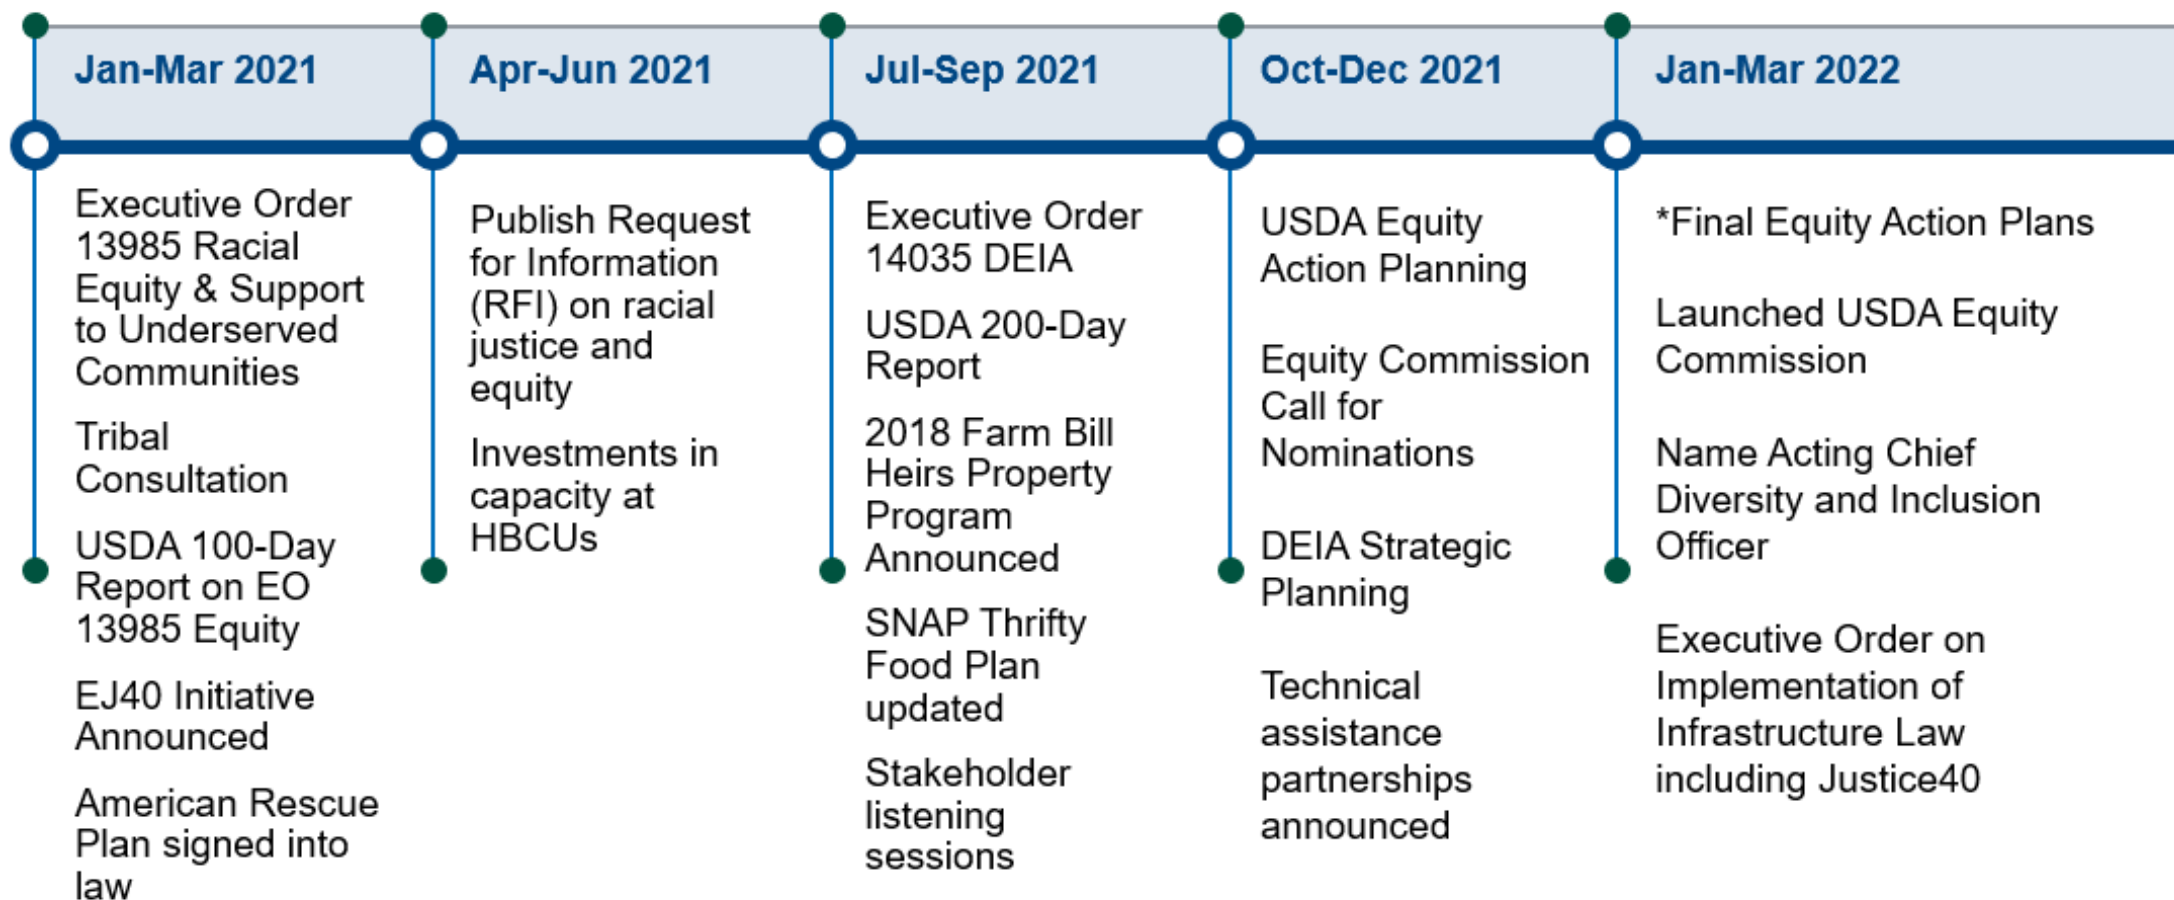 Jan-Mar 2021
Executive Order
13985 Racial
Equity & Support
to Underserved
Communities
Tribal
Consultation
USDA 100-Day
Report on EO
13985 Equity
EJ40 Initiative
Announced
American Rescue
Plan signed into
law
Apr-Jun 2021
Publish Request
for Information
(RFI) on racial
justice and
equity
Investments in
capacity at
HBCUs
Jul-Sep 2021
Executive Order
14035 DEIA
USDA 200-Day
Report
2018 Farm Bill
Heirs Property
Program
Announced
SNAP Thrifty
Food Plan
updated
Stakeholder
listening
sessions
Oct-Dec 2021
USDA Equity
Action Planning
Equity Commission
Call for
Nominations
DEIA Strategic
Planning
Technical
assistance
partnerships
announced
Jan-Mar 2022
*Final Equity Action Plans
Launched USDA Equity
Commission
Name Acting Chief
Diversity and Inclusion
Officer
Executive Order on
Implementation of
Infrastructure Law
including Justice40